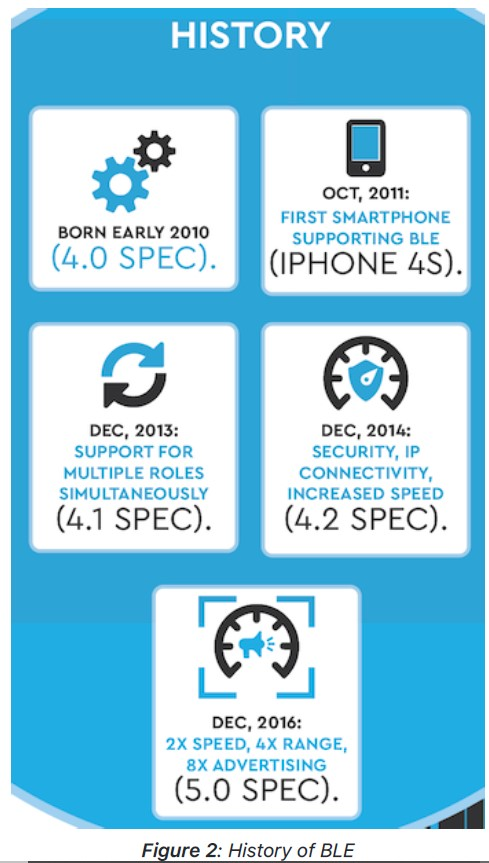 HISTORY
BORN EARLY 2010
(4.0 SPEC).
OCT, 2011:
FIRST SMARTPHONE
SUPPORTING BLE
(IPHONE 4S).
DEC, 2013:
SUPPORT FOR
MULTIPLE ROLES
SIMULTANEOUSLY
(4.1 SPEC).
DEC, 2014:
SECURITY, IP
CONNECTIVITY,
INCREASED SPEED
(4.2 SPEC).
DEC, 2016:
2X SPEED, 4X RANGE,
8X ADVERTISING
(5.0 SPEC).
Figure 2: History of BLE